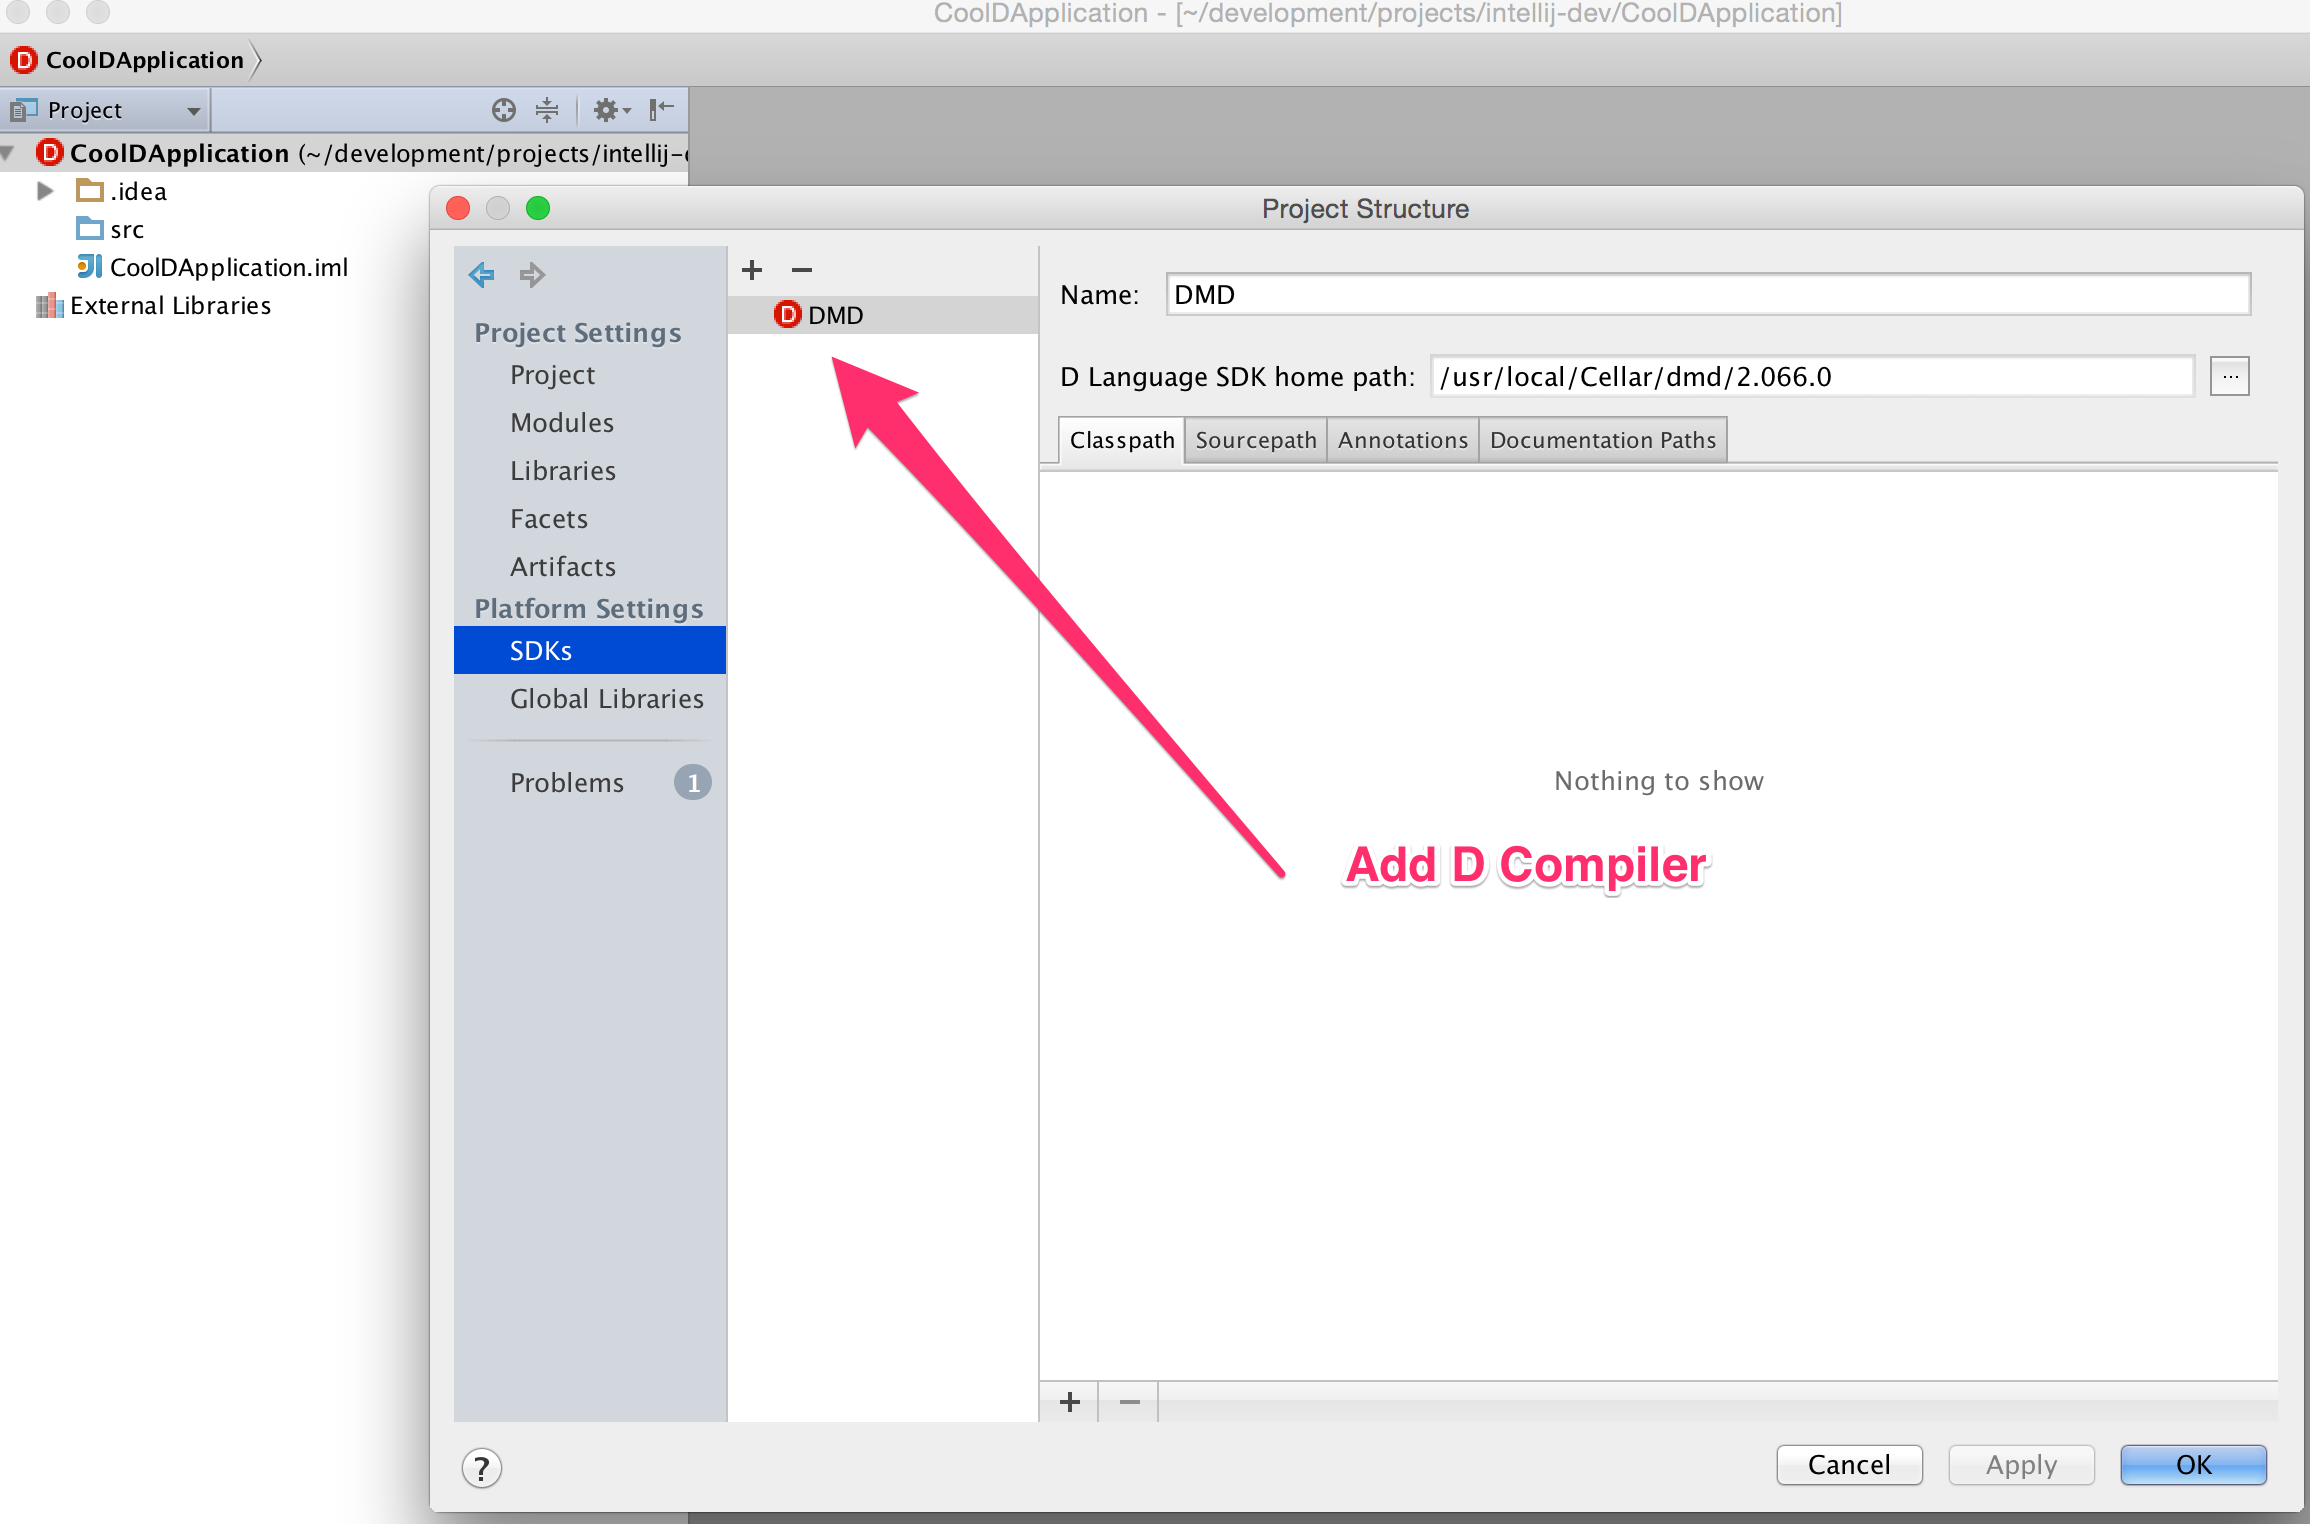 CoolDApplication - [~/development/projects/intellij-dev/CoolDApplication]
CoolDApplication
Project
CoolDApplication (~/development/projects/intellij-
.idea
src
CoolDApplication.iml
External Libraries
Project Structure
Project Settings
Project
Modules
Libraries
Facets
Artifacts
Platform Settings
SDKs
Global Libraries
Problems 1
DMD
Name: DMD
D Language SDK home path: /usr/local/Cellar/dmd/2.066.0 ...
Classpath Sourcepath Annotations Documentation Paths
Nothing to show
Add D Compiler
? Cancel Apply OK